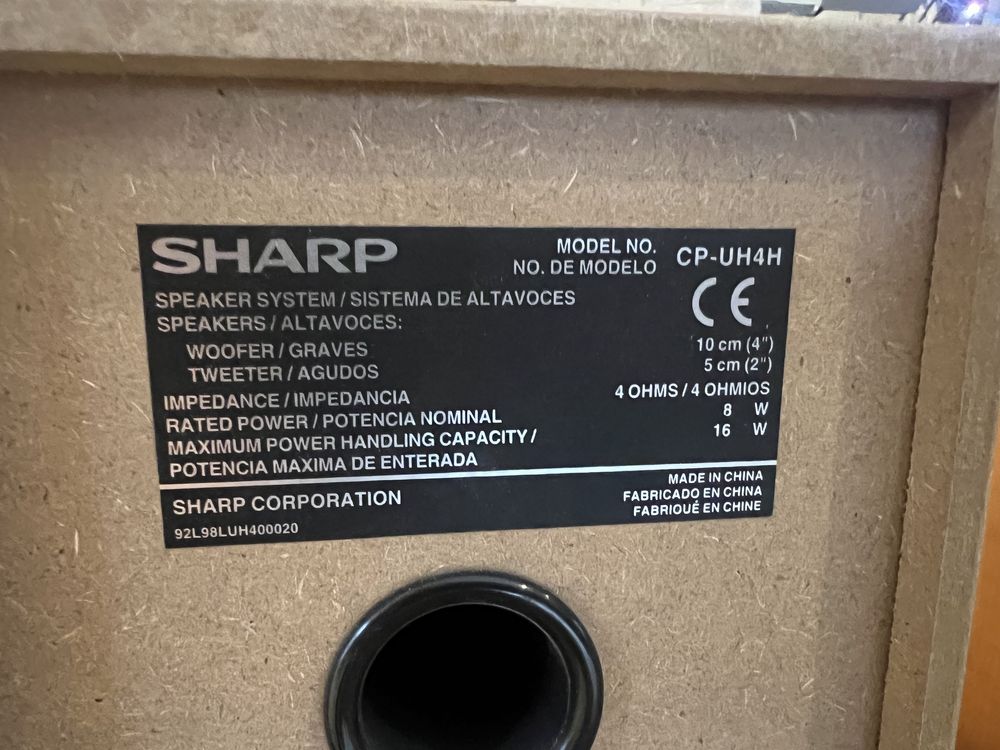 SHARP
MODEL NO. CP-UH4H
NO. DE MODELO
SPEAKER SYSTEM / SISTEMA DE ALTAVOCES
SPEAKERS / ALTAVOCES: CE
WOOFER / GRAVES 10 cm (4")
TWEETER / AGUDOS 5 cm (2")
IMPEDANCE / IMPEDANCIA 4 OHMS / 4 OHMIOS
RATED POWER / POTENCIA NOMINAL 8 W
MAXIMUM POWER HANDLING CAPACITY / 16 W
POTENCIA MAXIMA DE ENTERADA
SHARP CORPORATION
92L98LUH400020
MADE IN CHINA
FABRICADO EN CHINA
FABRIQUÉ EN CHINE